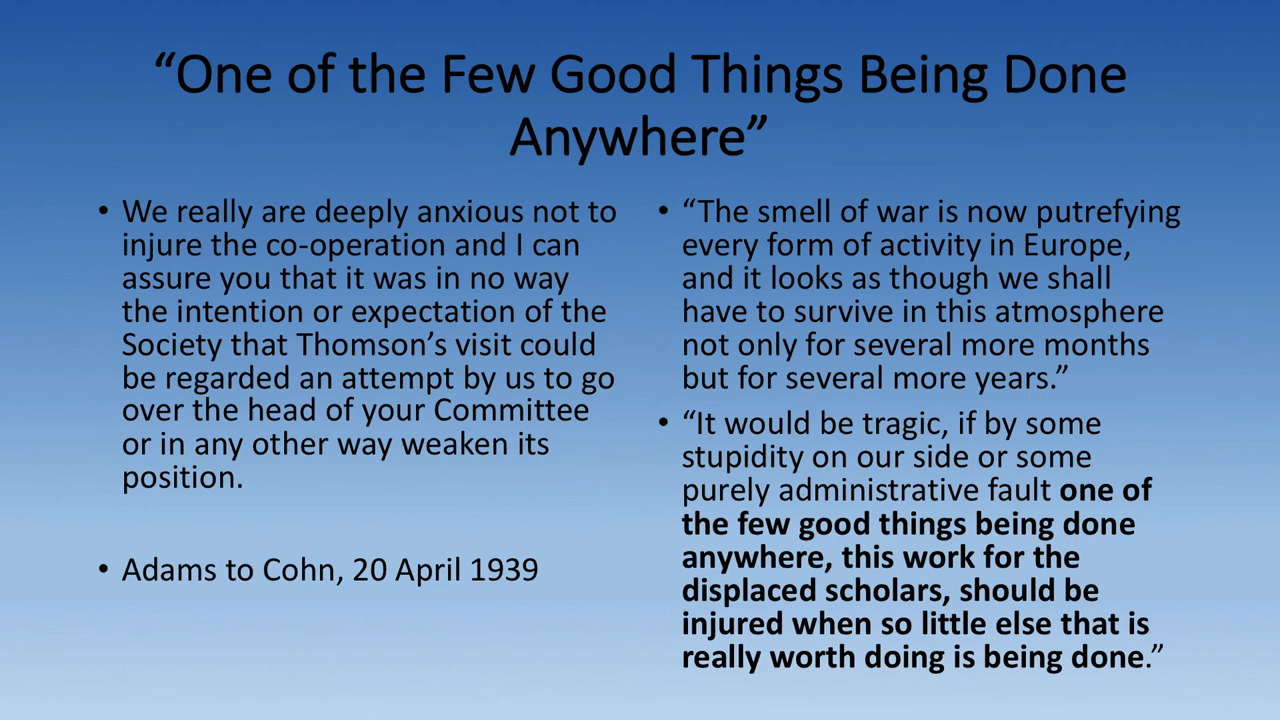 “One of the Few Good Things Being Done
Anywhere”
• We really are deeply anxious not to
injure the co-operation and I can
assure you that it was in no way
the intention or expectation of the
Society that Thomson’s visit could
be regarded an attempt by us to go
over the head of your Committee
or in any other way weaken its
position.
• Adams to Cohn, 20 April 1939
• “The smell of war is now putrefying
every form of activity in Europe,
and it looks as though we shall
have to survive in this atmosphere
not only for several more months
but for several more years.”
• “It would be tragic, if by some
stupidity on our side or some
purely administrative fault one of
the few good things being done
anywhere, this work for the
displaced scholars, should be
injured when so little else that is
really worth doing is being done.”